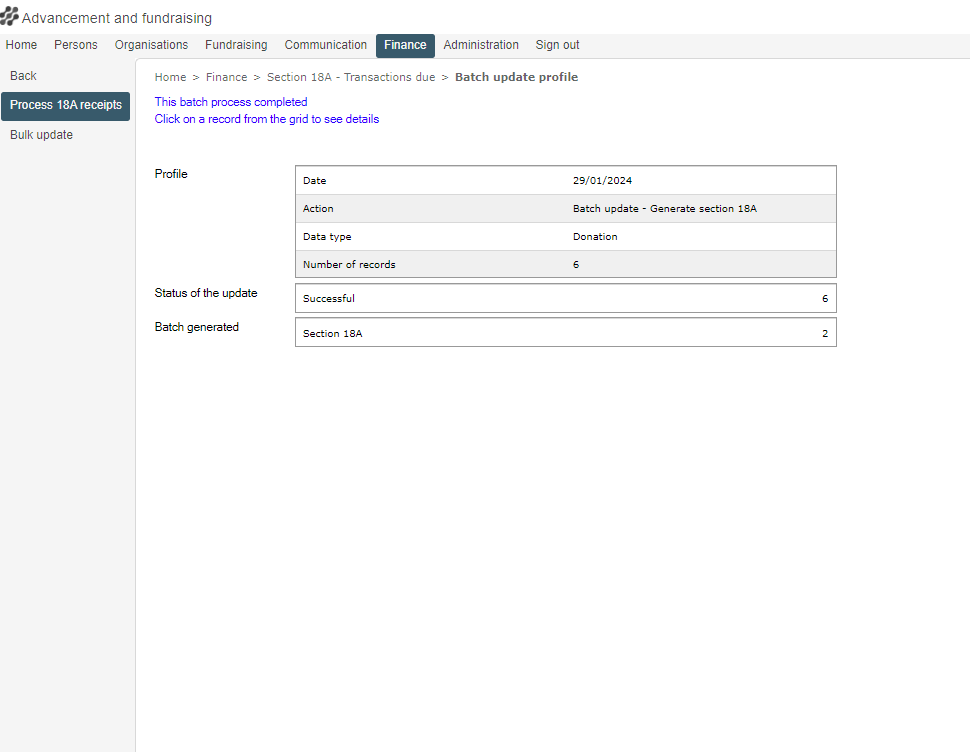 Advancement and fundraising
Home Persons Organisations Fundraising Communication Finance Administration Sign out
Back
Process 18A receipts
Bulk update
Home > Finance > Section 18A - Transactions due > Batch update profile
This batch process completed
Click on a record from the grid to see details
Profile
Date 29/01/2024
Action Batch update - Generate section 18A
Data type Donation
Number of records 6
Status of the update
Successful 6
Batch generated
Section 18A 2